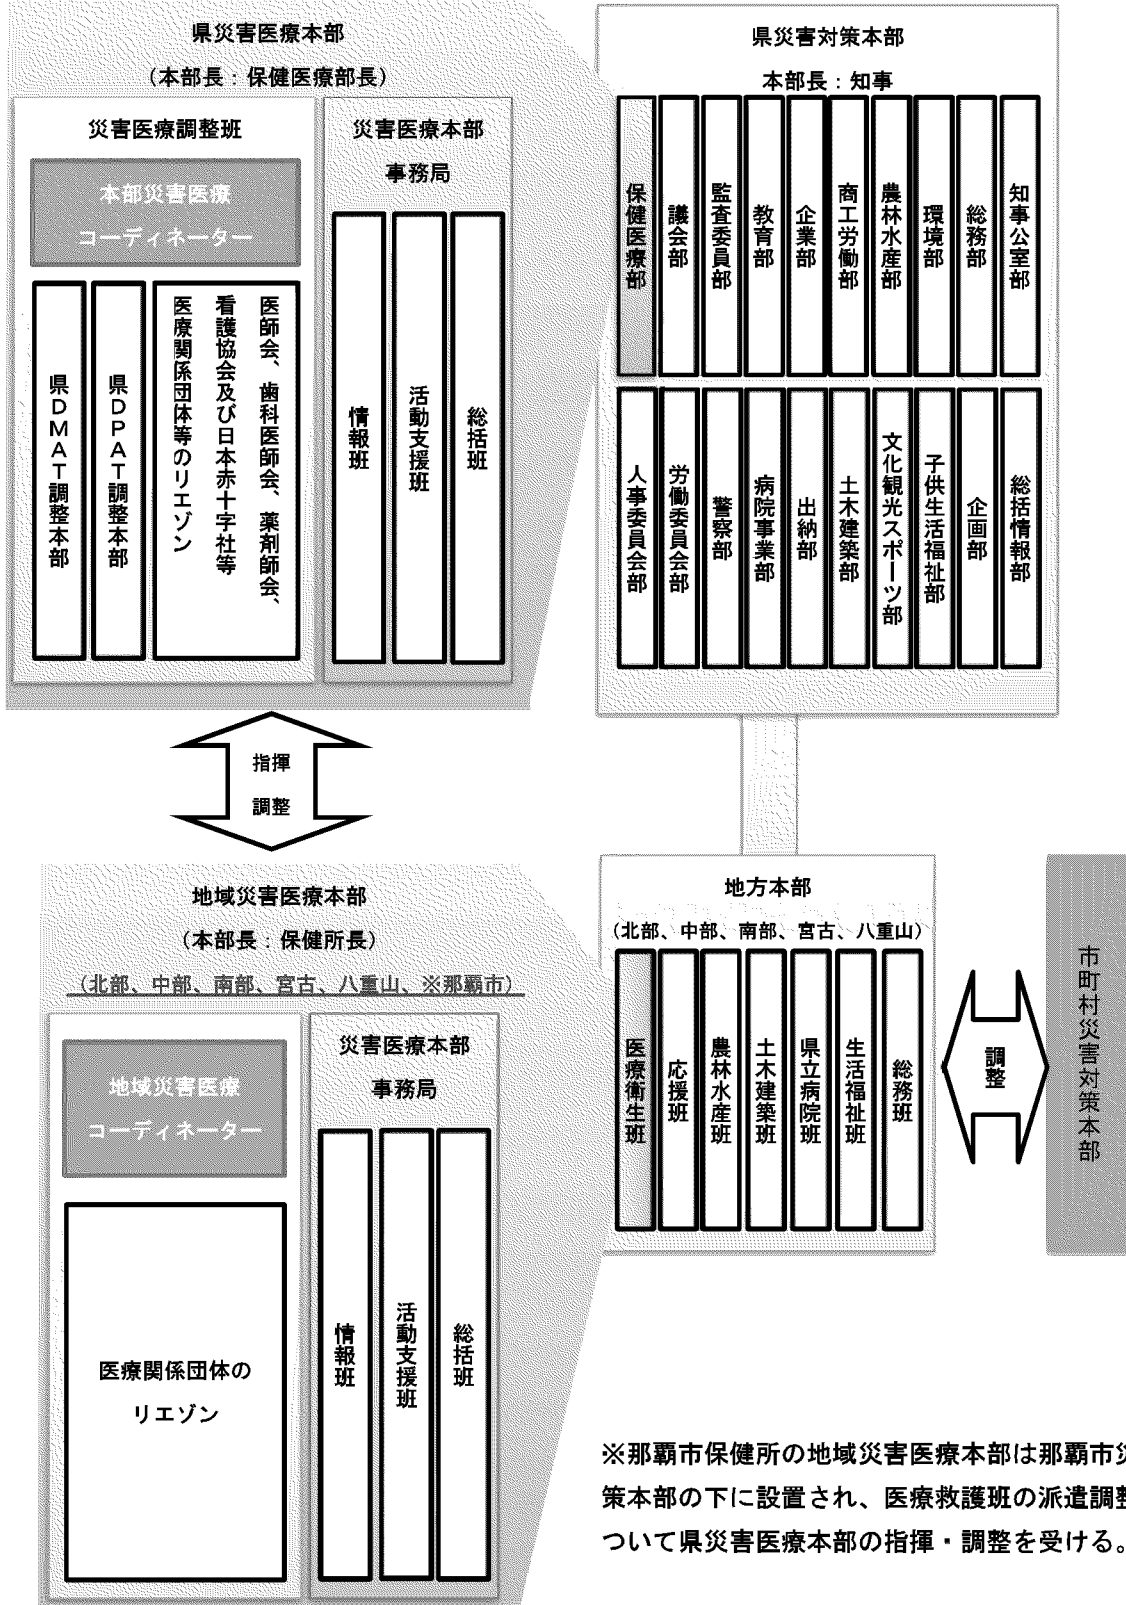 県災害医療本部
（本部長：保健医療部長）
災害医療調整班
本部災害医療
コーディネーター
県ＤＭＡＴ調整本部
県ＤＰＡＴ調整本部
医師会、歯科医師会、薬剤師会、
看護協会及び日本赤十字社等
医療関係団体等のリエゾン
災害医療本部
事務局
情報班
活動支援班
総括班
県災害対策本部
本部長：知事
保健医療部
議会部
監査委員部
教育部
企業部
商工労働部
農林水産部
環境部
総務部
知事公室部
人事委員会部
労働委員会部
警察部
病院事業部
出納部
土木建築部
文化観光スポーツ部
子供生活福祉部
企画部
総括情報部
指揮
調整
地域災害医療本部
（本部長：保健所長）
（北部、中部、南部、宮古、八重山、※那覇市）
地域災害医療
コーディネーター
医療関係団体の
リエゾン
災害医療本部
事務局
情報班
活動支援班
総括班
地方本部
（北部、中部、南部、宮古、八重山）
医療衛生班
応援班
農林水産班
土木建築班
県立病院班
生活福祉班
総務班
調整
市町村災害対策本部
※那覇市保健所の地域災害医療本部は那覇市災
策本部の下に設置され、医療救護班の派遣調整
ついて県災害医療本部の指揮・調整を受ける。